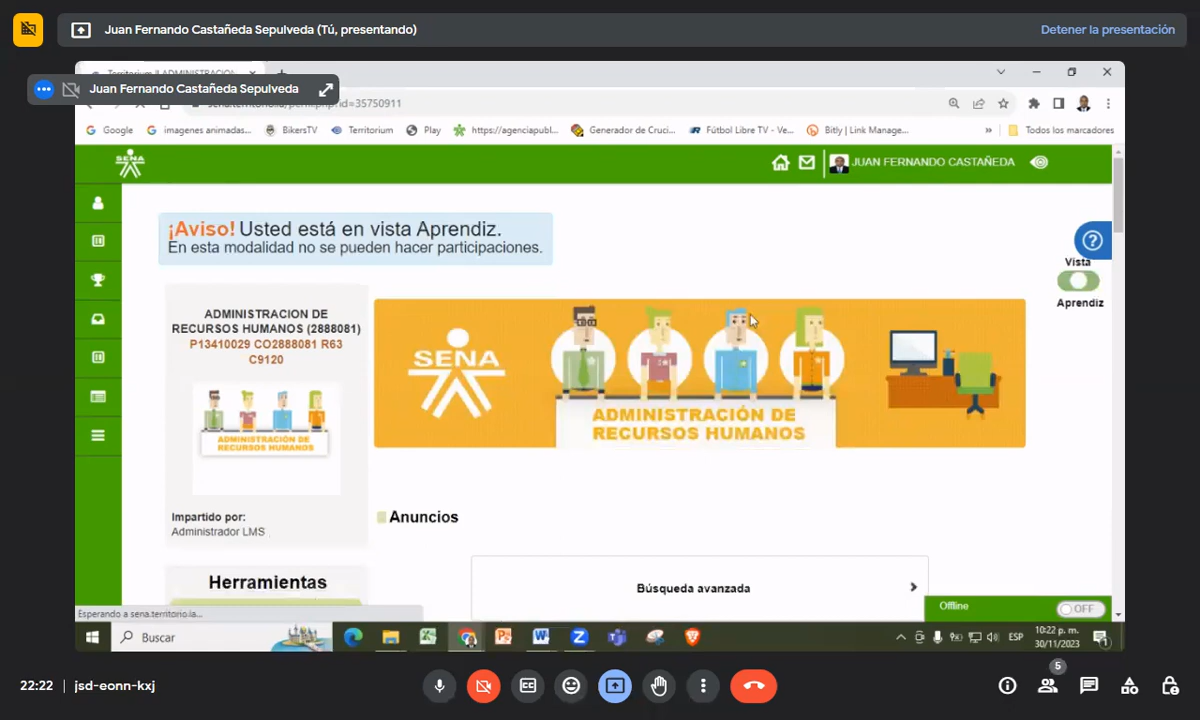 Juan Fernando Castañeda Sepulveda (Tú, presentando)
Detener la presentación
Juan Fernando Castañeda Sepulveda
Google
imagenes animadas...
BikersTV
Territorium
Play
https://agenciapubl...
Generador de Cruci...
Fútbol Libre TV - Ve...
Bitly | Link Manage...
»
Todos los marcadores
SENA
JUAN FERNANDO CASTAÑEDA
¡Aviso! Usted está en vista Aprendiz.
En esta modalidad no se pueden hacer participaciones.
Vista
Aprendiz
ADMINISTRACION DE
RECURSOS HUMANOS (2888081)
P13410029 CO2888081 R63
C9120
ADMINISTRACIÓN DE
RECURSOS HUMANOS
Impartido por:
Administrador LMS
SENA
ADMINISTRACIÓN DE
RECURSOS HUMANOS
Anuncios
Herramientas
Búsqueda avanzada
Offline
OFF
Esperando a sena.territorio.la...
Buscar
ESP
10:22 p. m.
30/11/2023
1
22:22 | jsd-eonn-kxj
5